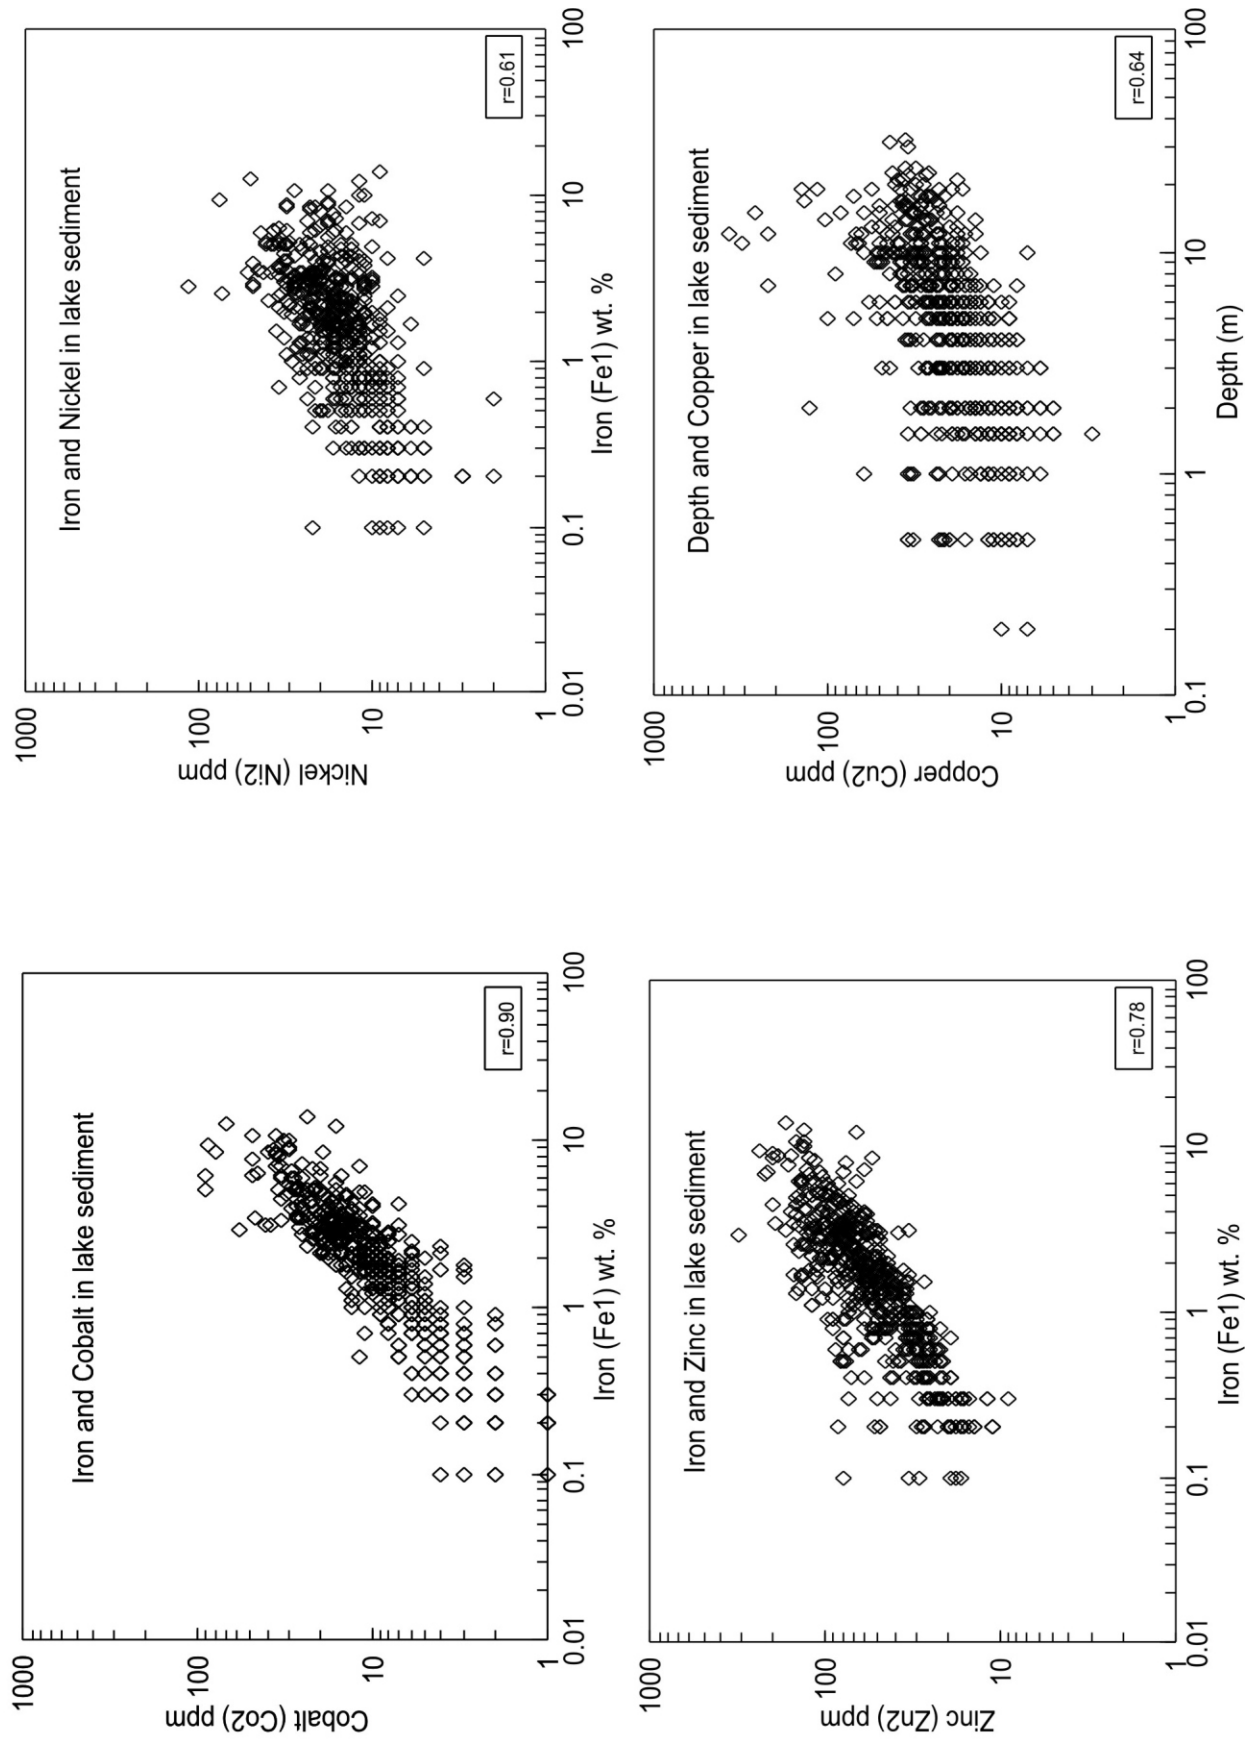 Iron and Cobalt in lake sediment
1000
100
10
1
Cobalt (Co2) ppm
0.01
0.1
1
10
100
Iron (Fe1) wt. %
r=0.90
Iron and Nickel in lake sediment
1000
100
10
1
Nickel (Ni2) ppm
0.01
0.1
1
10
100
Iron (Fe1) wt. %
r=0.61
Iron and Zinc in lake sediment
1000
100
10
1
Zinc (Zn2) ppm
0.01
0.1
1
10
100
Iron (Fe1) wt. %
r=0.78
Depth and Copper in lake sediment
1000
100
10
1
Copper (Cu2) ppm
0.1
1
10
100
Depth (m)
r=0.64